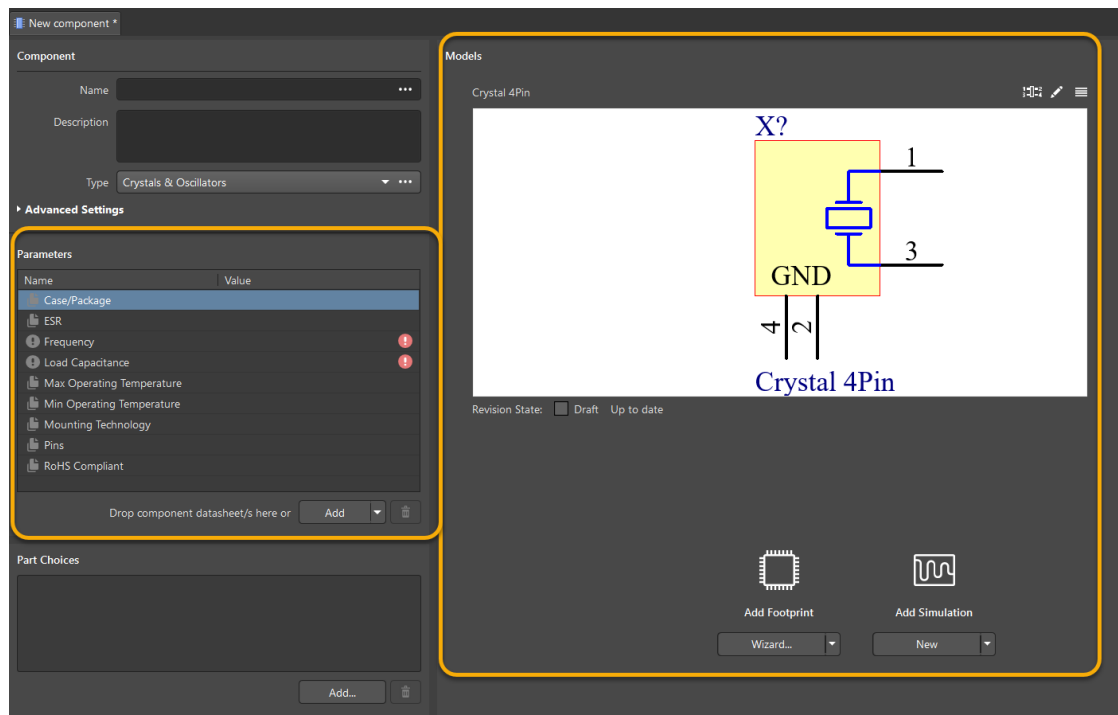 New component *
Component
Name
Description
Type Crystals & Oscillators
Advanced Settings
Parameters
Name Value
Case/Package
ESR
Frequency
Load Capacitance
Max Operating Temperature
Min Operating Temperature
Mounting Technology
Pins
RoHS Compliant
Drop component datasheet/s here or Add
Part Choices
Add...
Models
Crystal 4Pin
X?
1
3
GND
4 2
Crystal 4Pin
Revision State: Draft Up to date
Add Footprint Add Simulation
Wizard... New